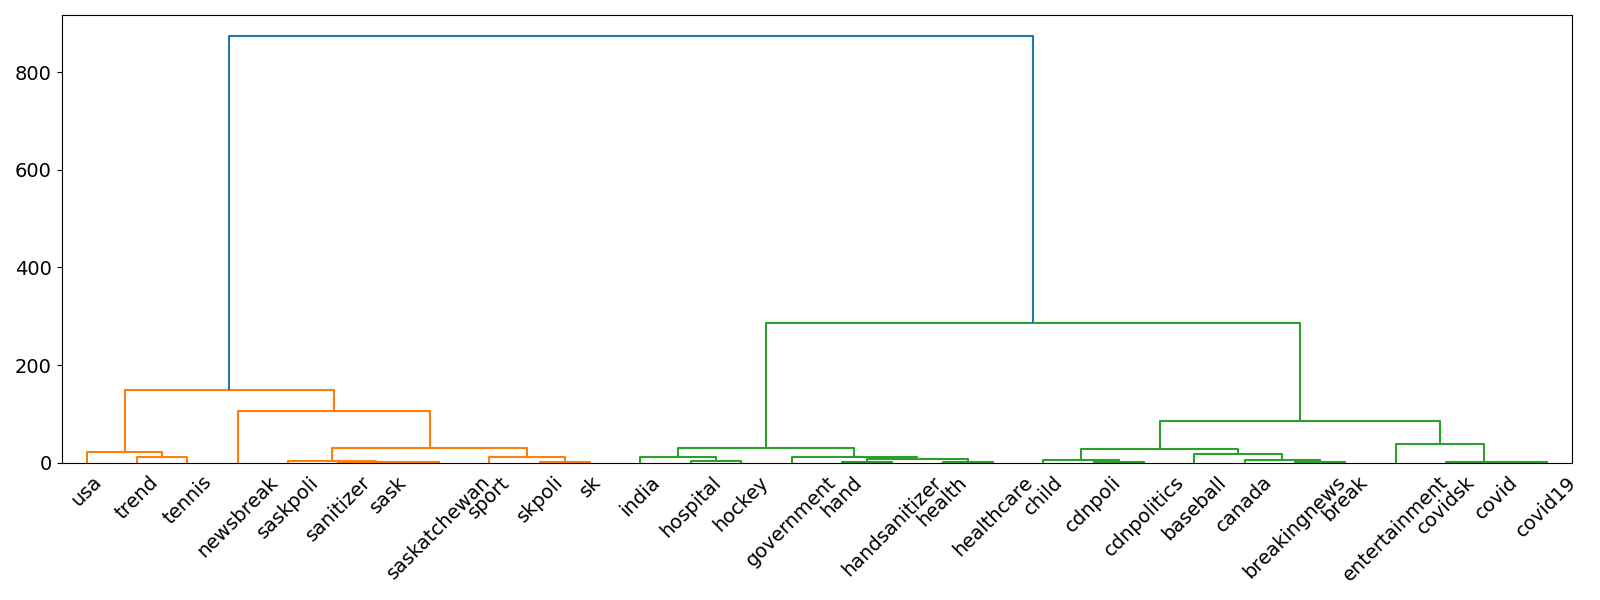 800
600
400
200
0
usa
trend
tennis
newsbreak
saskpoli
sanitizer
sask
saskatchewan
sport
skpoli
sk
india
hospital
hockey
government
hand
handsanitizer
health
healthcare
child
cdnpoli
cdnpolitics
baseball
canada
breakingnews
break
entertainment
covidsk
covid
covid19